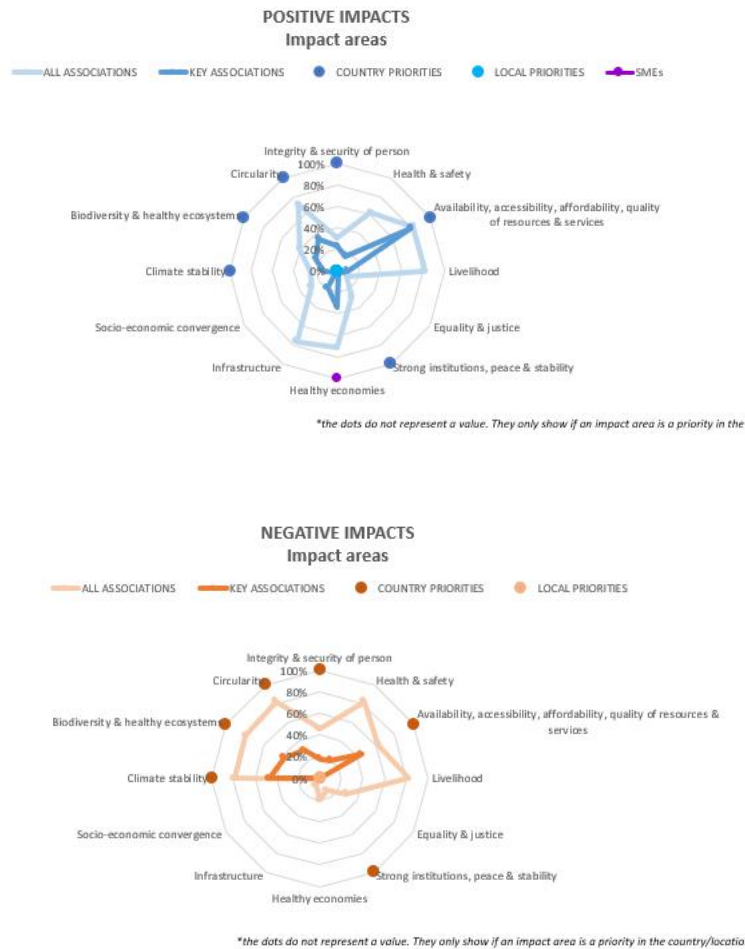 POSITIVE IMPACTS
Impact areas
ALL ASSOCIATIONS KEY ASSOCIATIONS COUNTRY PRIORITIES LOCAL PRIORITIES SMEs
Integrity & security of person
100%
Circularity
Health & safety
80%
Biodiversity & healthy ecosystems
60%
Availability, accessibility, affordability, quality
of resources & services
40%
20%
Climate stability
0%
Livelihood
Socio-economic convergence
Equality & justice
Infrastructure
Strong institutions, peace & stability
Healthy economies
*the dots do not represent a value. They only show if an impact area is a priority in the
NEGATIVE IMPACTS
Impact areas
ALL ASSOCIATIONS KEY ASSOCIATIONS COUNTRY PRIORITIES LOCAL PRIORITIES
Integrity & security of person
100%
Circularity
Health & safety
80%
Biodiversity & healthy ecosystems
60%
Availability, accessibility, affordability, quality of resources &
services
40%
20%
Climate stability
0%
Livelihood
Socio-economic convergence
Equality & justice
Infrastructure
Strong institutions, peace & stability
Healthy economies
*the dots do not represent a value. They only show if an impact area is a priority in the country/locatio